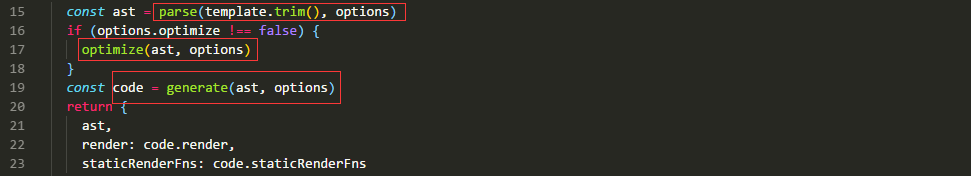 15 const ast = parse(template.trim(), options)
16 if (options.optimize !== false) {
17 optimize(ast, options)
18 }
19 const code = generate(ast, options)
20 return {
21 ast,
22 render: code.render,
23 staticRenderFns: code.staticRenderFns